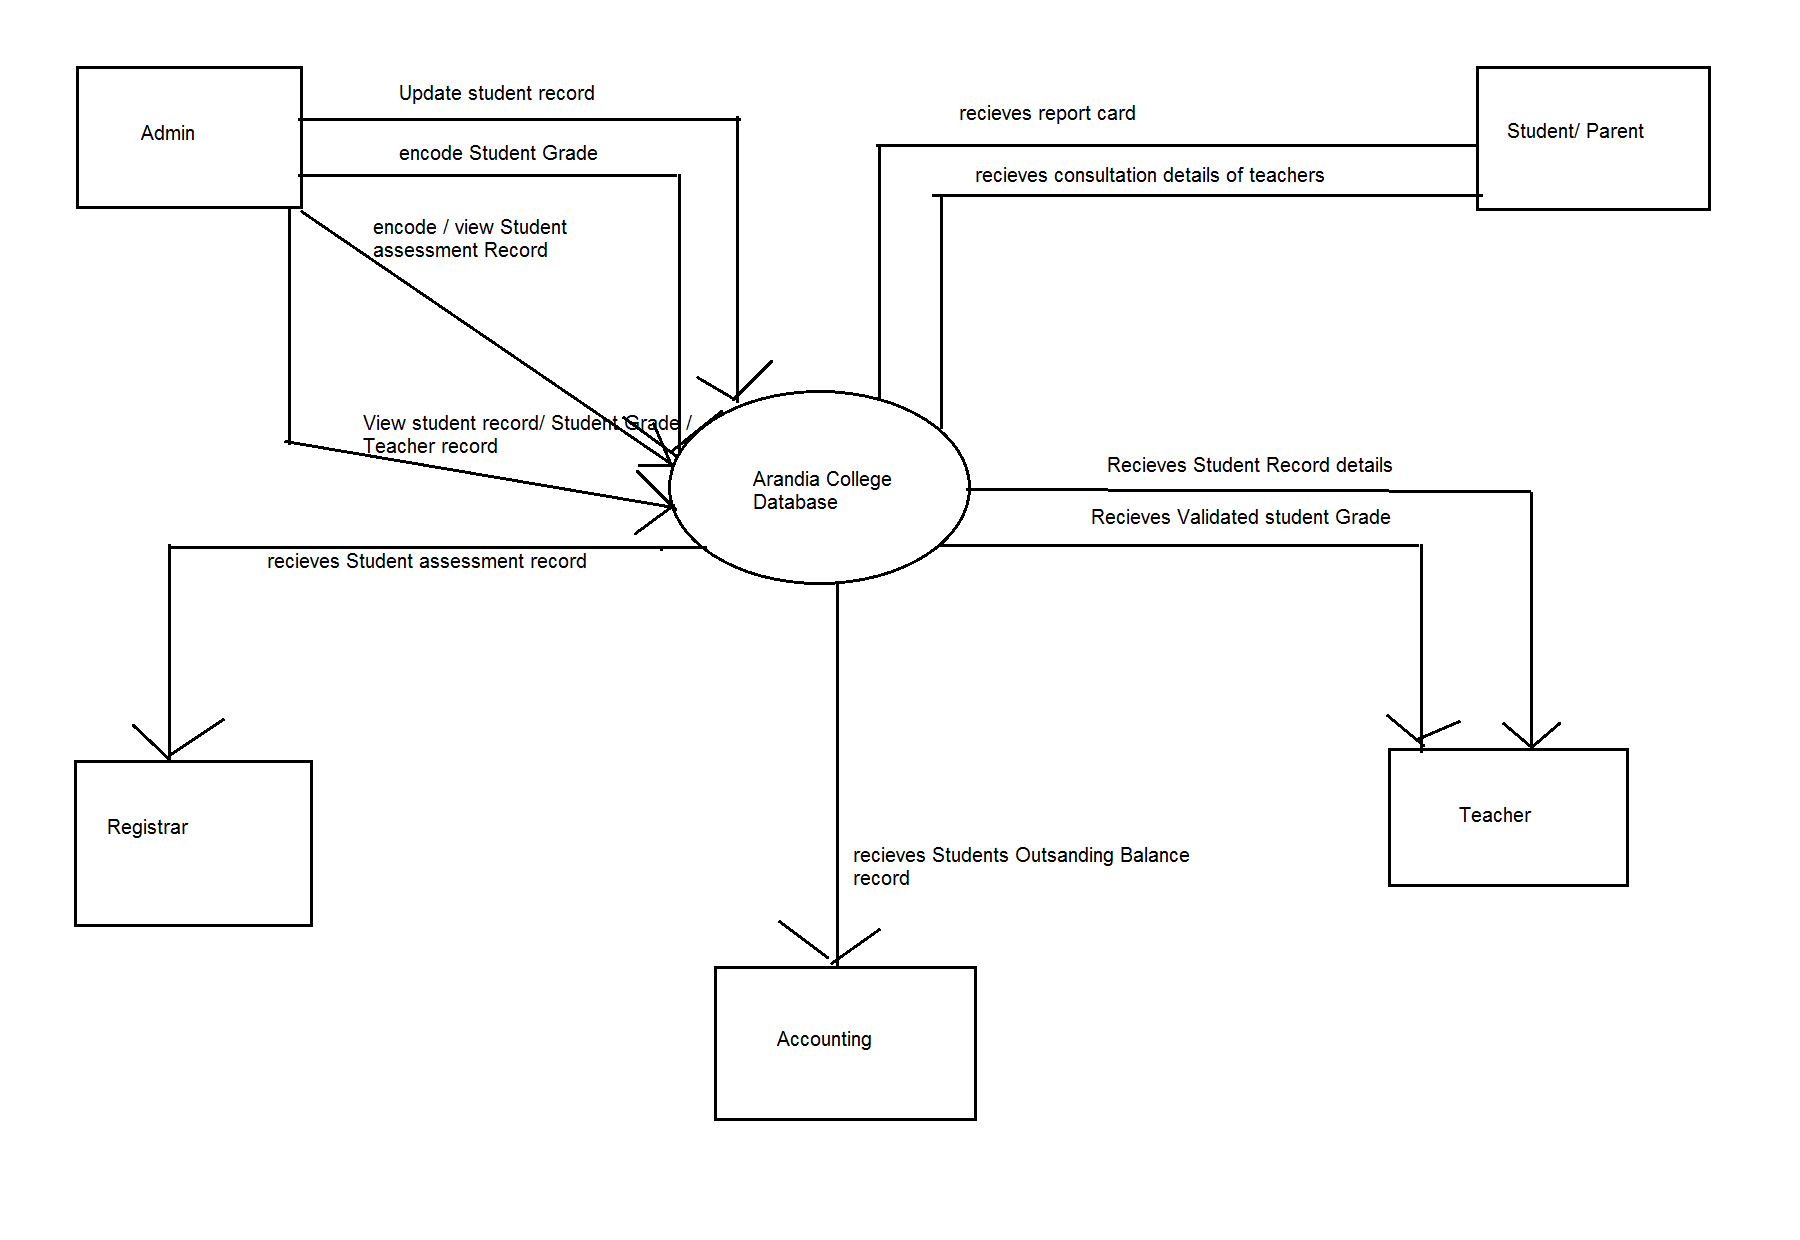 Update student record
recieves report card
Admin
Student/ Parent
encode Student Grade
recieves consultation details of teachers
encode / view Student
assessment Record
View student record/ Student Grade /
Teacher record
Arandia College
Database
Recieves Student Record details
Recieves Validated student Grade
recieves Student assessment record
Registrar
Teacher
recieves Students Outsanding Balance
record
Accounting